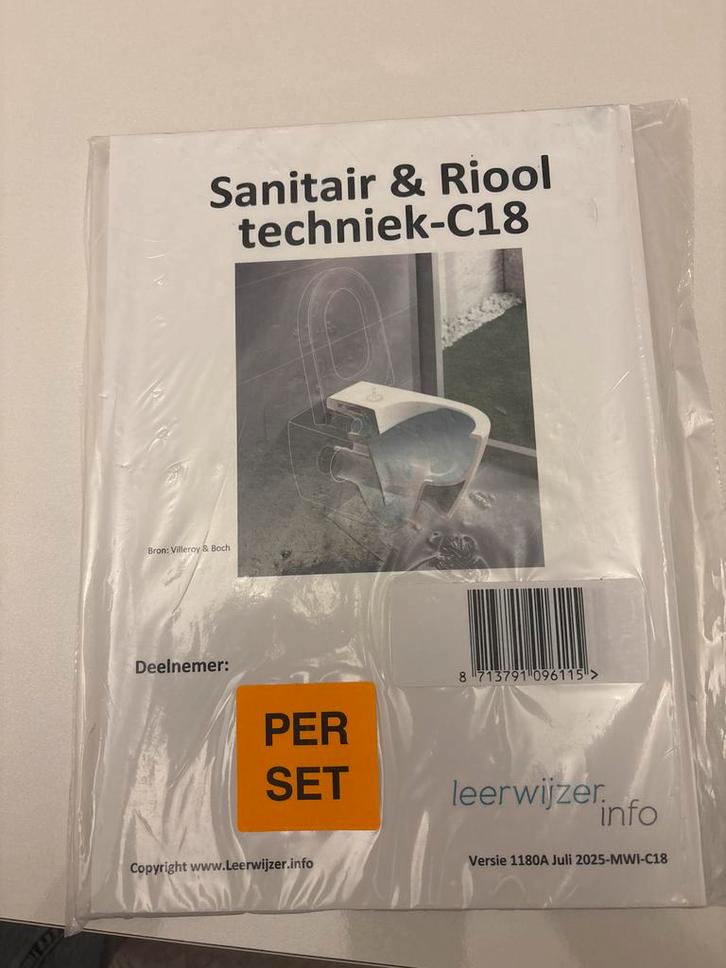 Sanitair & Riool
techniek-C18
Bron: Villeroy & Boch
8 713791 096115 >
Deelnemer:
PER
SET
leerwijzer.
info
Copyright www.Leerwijzer.info
Versie 1180A Juli 2025-MWI-C18